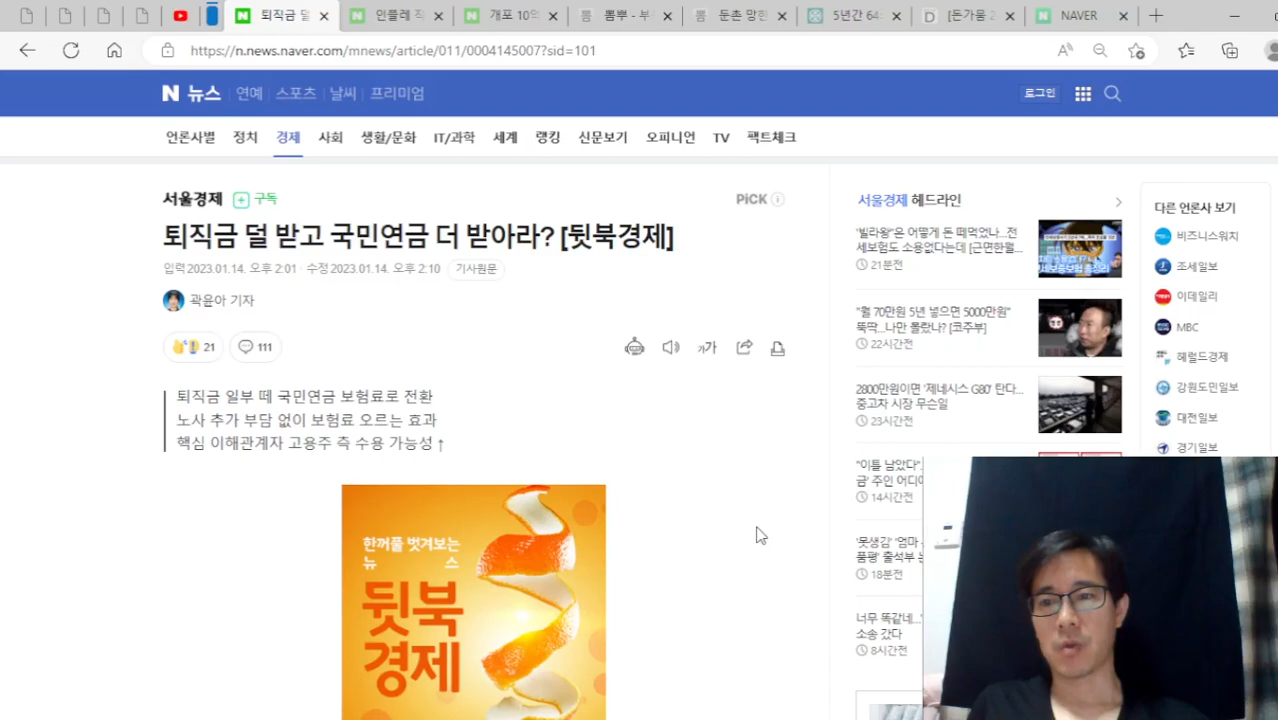 퇴직금 덜
인플레 직
개포 10억
뽐뿌 - 부
둔촌 망한
5년간 64
[돈가움 2
NAVER
https://n.news.naver.com/mnews/article/011/0004145007?sid=101
N 뉴스 연예 스포츠 날씨 프리미엄
로그인
언론사별 정치 경제 사회 생활/문화 IT/과학 세계 랭킹 신문보기 오피니언 TV 팩트체크
서울경제 구독
PiCK
퇴직금 덜 받고 국민연금 더 받아라? [뒷북경제]
입력 2023.01.14. 오후 2:01 · 수정 2023.01.14. 오후 2:10 기사원문
곽윤아 기자
21
111
가가
퇴직금 일부 떼 국민연금 보험료로 전환
노사 추가 부담 없이 보험료 오르는 효과
핵심 이해관계자 고용주 측 수용 가능성 ↑
한꺼풀 벗겨보는
뉴 스
뒷북
경제
서울경제 헤드라인
'빌라왕'은 어떻게 돈 떼먹었나...전
세보험도 소용없다는데 [근면한월...
21분전
"월 70만원 5년 넣으면 5000만원"
뚝딱...나만 몰랐나? [코주부]
22시간전
2800만원이면 '제네시스 G80' 탄다...
중고차 시장 무슨일
23시간전
"이틀 남았다"...
금' 주인 어디
14시간전
'못생김' '엄마
품평' 출석부 논
18분전
너무 똑같네..."
소송 갔다
8시간전
다른 언론사 보기
비즈니스워치
조세일보
이데일리
MBC
헤럴드경제
강원도민일보
대전일보
경기일보